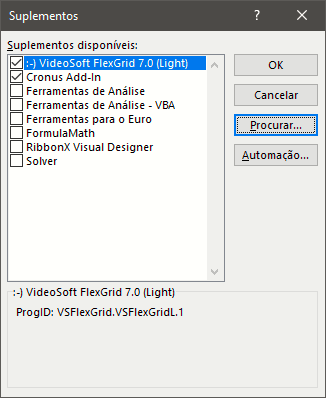 Suplementos
?
Suplementos disponíveis:
:-) VideoSoft FlexGrid 7.0 (Light)
Cronus Add-In
Ferramentas de Análise
Ferramentas de Análise - VBA
Ferramentas para o Euro
FormulaMath
RibbonX Visual Designer
Solver
OK
Cancelar
Procurar...
Automação...
:-) VideoSoft FlexGrid 7.0 (Light)
ProgID: VSFlexGrid.VSFlexGridL.1